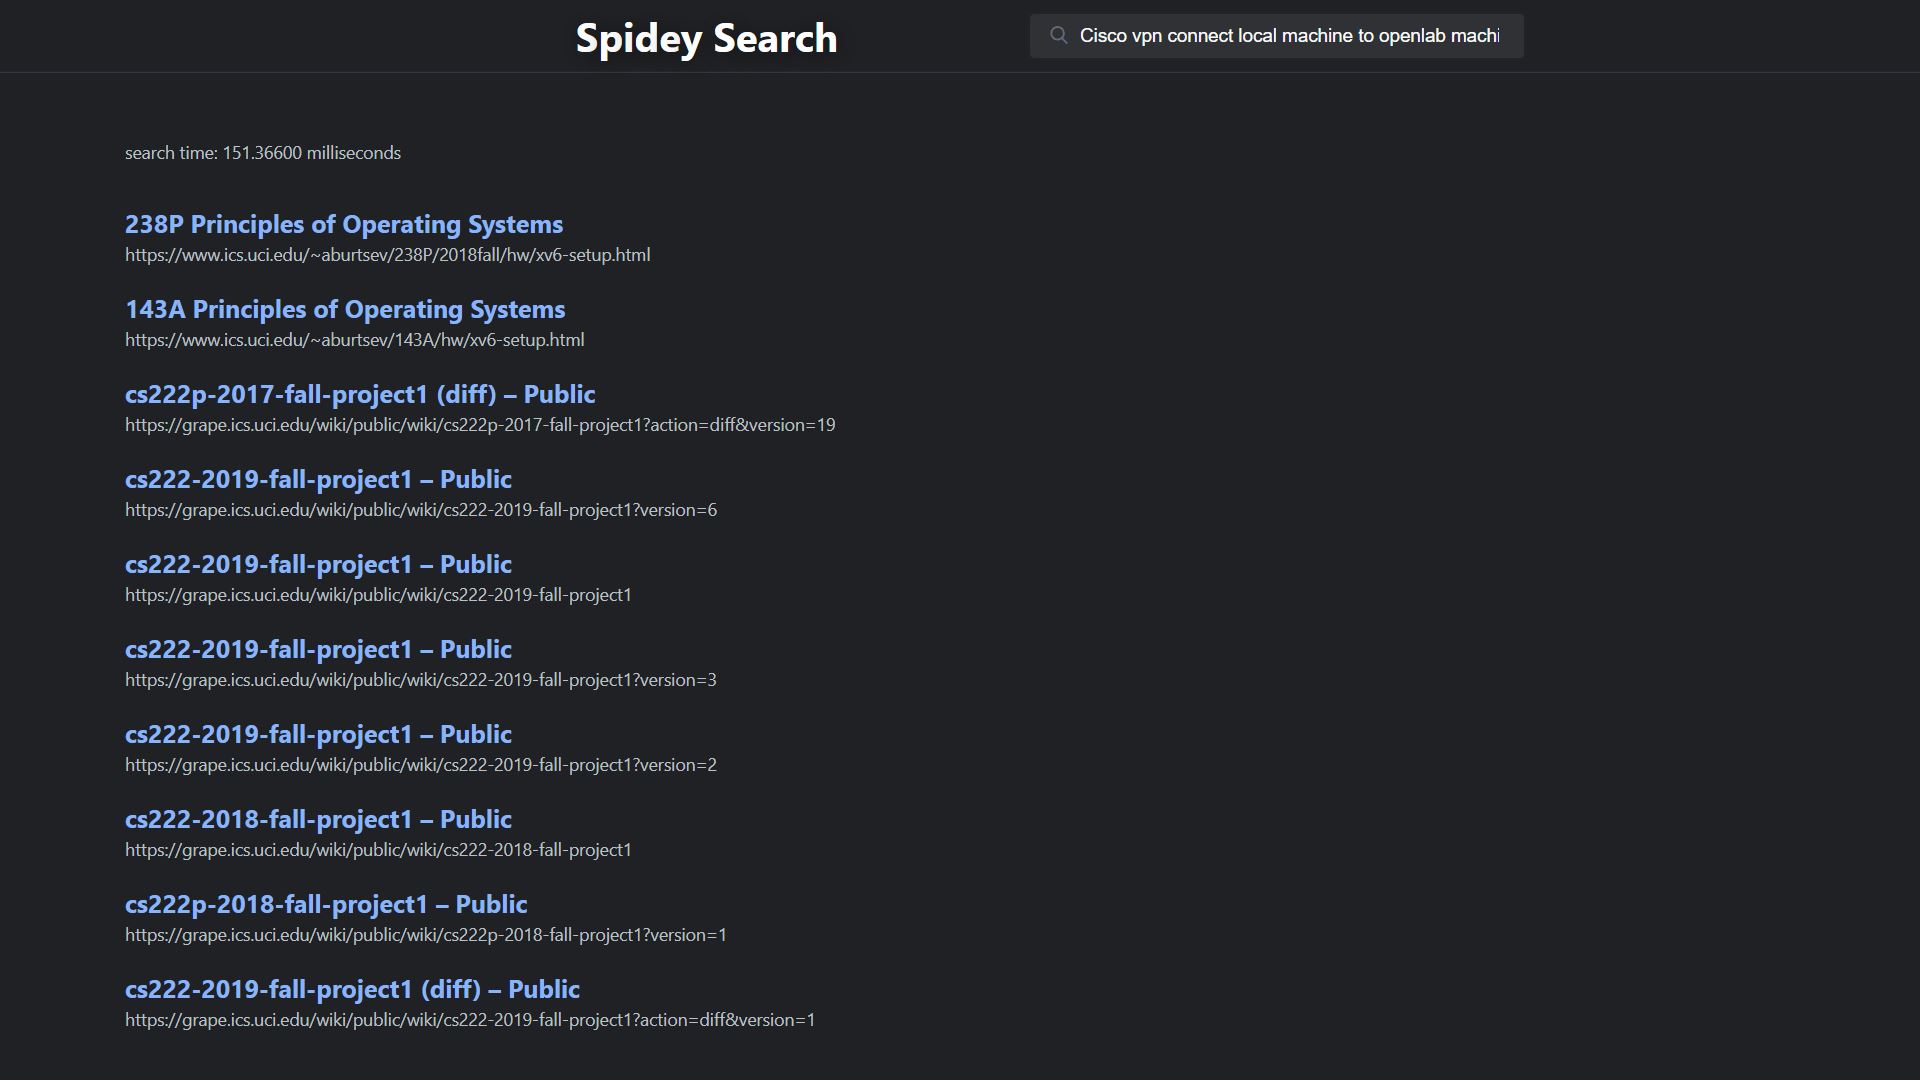 Spidey Search
Cisco vpn connect local machine to openlab machi
search time: 151.36600 milliseconds
238P Principles of Operating Systems
https://www.ics.uci.edu/~aburtsev/238P/2018fall/hw/xv6-setup.html
143A Principles of Operating Systems
https://www.ics.uci.edu/~aburtsev/143A/hw/xv6-setup.html
cs222p-2017-fall-project1 (diff) – Public
https://grape.ics.uci.edu/wiki/public/wiki/cs222p-2017-fall-project1?action=diff&version=19
cs222-2019-fall-project1 – Public
https://grape.ics.uci.edu/wiki/public/wiki/cs222-2019-fall-project1?version=6
cs222-2019-fall-project1 – Public
https://grape.ics.uci.edu/wiki/public/wiki/cs222-2019-fall-project1
cs222-2019-fall-project1 – Public
https://grape.ics.uci.edu/wiki/public/wiki/cs222-2019-fall-project1?version=3
cs222-2019-fall-project1 – Public
https://grape.ics.uci.edu/wiki/public/wiki/cs222-2019-fall-project1?version=2
cs222-2018-fall-project1 – Public
https://grape.ics.uci.edu/wiki/public/wiki/cs222-2018-fall-project1
cs222p-2018-fall-project1 – Public
https://grape.ics.uci.edu/wiki/public/wiki/cs222p-2018-fall-project1?version=1
cs222-2019-fall-project1 (diff) – Public
https://grape.ics.uci.edu/wiki/public/wiki/cs222-2019-fall-project1?action=diff&version=1